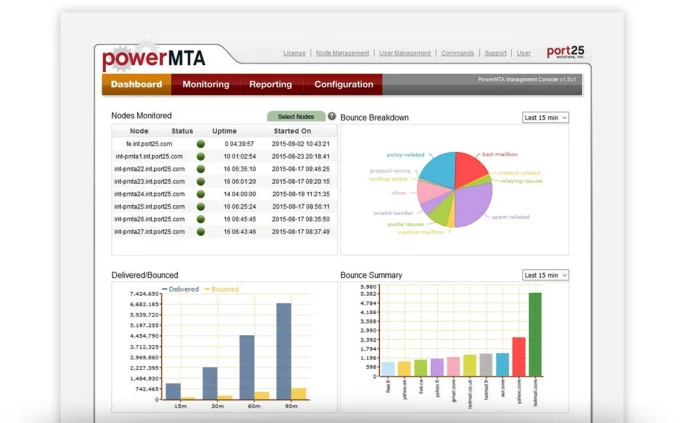 powerMTA
License | Node Management | User Management | Commands | Support | User
port25
solutions, inc.
Dashboard Monitoring Reporting Configuration
PowerMTA Management Console v1.5c1
Nodes Monitored
Select Nodes
?
Node Status Uptime Started On
fe.int.port25.com 0 04:39:57 2015-09-02 10:43:21
int-pmta1.int.port25.com 10 01:02:54 2015-08-23 20:18:41
int-pmta22.int.port25.com 16 05:35:10 2015-08-17 09:46:25
int-pmta23.int.port25.com 16 06:01:20 2015-08-17 09:20:15
int-pmta24.int.port25.com 14 04:00:00 2015-08-19 11:21:35
int-pmta25.int.port25.com 16 06:25:24 2015-08-17 08:56:11
int-pmta26.int.port25.com 16 06:45:45 2015-08-17 08:35:50
int-pmta27.int.port25.com 16 06:43:46 2015-08-17 08:37:49
Bounce Breakdown
Last 15 min
policy-related
bad-mailbox
protocol-errors
content-related
routing-errors
relaying-issues
other
invalid-sender
spam-related
quota-issues
inactive-mailbox
Delivered/Bounced
Delivered Bounced
7,424,650
6,682,185
5,939,720
5,197,255
4,454,790
3,712,325
2,969,860
2,227,395
1,484,930
742,465
0
15m 30m 60m 90m
Bounce Summary
Last 15 min
5,980
5,382
4,784
4,186
3,588
2,990
2,392
1,794
1,196
598
0
free.fr
yahoo.es
live.ca
yahoo.fr
gmail.com
hotmail.co.uk
hotmail.fr
aol.com
yahoo.com
hotmail.com